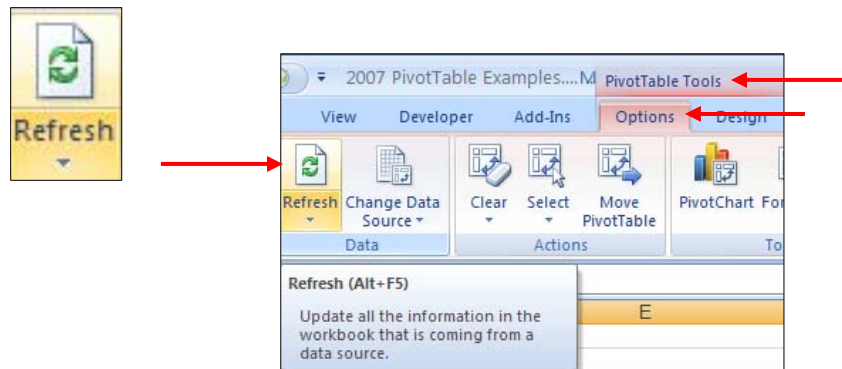 Refresh
2007 PivotTable Examples....M PivotTable Tools
View Developer Add-Ins Options Design
Refresh Change Data Source Clear Select Move PivotTable PivotChart For
Data Actions To
Refresh (Alt+F5)
Update all the information in the
workbook that is coming from a
data source.
E